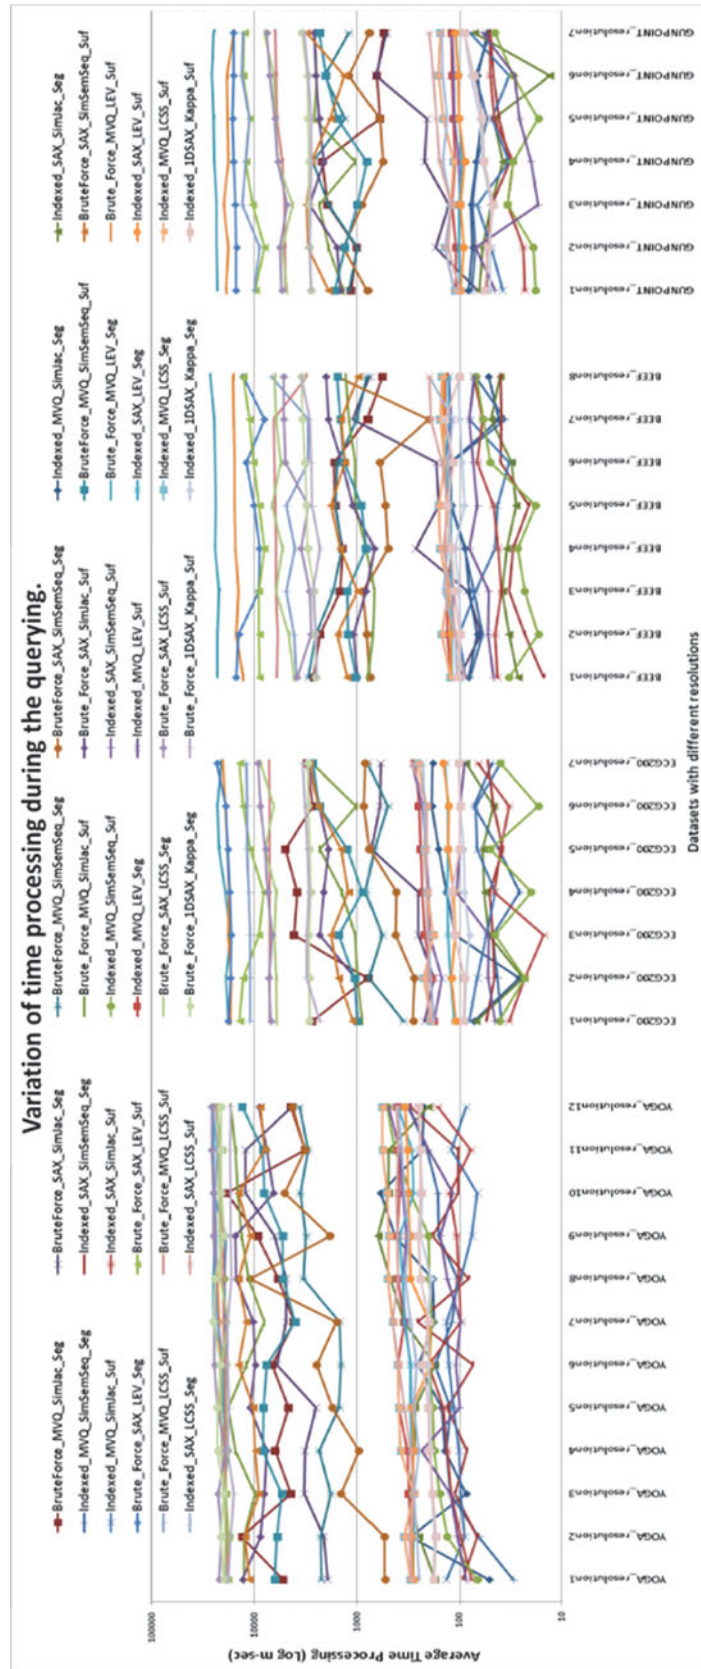 Variation of time processing during the querying.
BruteForce_MVQ_SimJac_Seg BruteForce_SAX_SimJac_Seg BruteForce_MVQ_SimSemSeq_Seg BruteForce_SAX_SimSemSeq_Seg Indexed_MVQ_SimJac_Seg Indexed_SAX_SimJac_Seg
Indexed_MVQ_SimSemSeq_Seg Indexed_SAX_SimSemSeq_Seg Brute_Force_MVQ_SimJac_Suf Brute_Force_SAX_SimJac_Suf BruteForce_MVQ_SimSemSeq_Suf BruteForce_SAX_SimSemSeq_Suf
Indexed_MVQ_SimJac_Suf Indexed_SAX_SimJac_Suf Indexed_MVQ_SimSemSeq_Suf Indexed_SAX_SimSemSeq_Suf Brute_Force_MVQ_LEV_Seg Brute_Force_MVQ_LEV_Suf
Brute_Force_SAX_LEV_Seg Brute_Force_SAX_LEV_Suf Indexed_MVQ_LEV_Seg Indexed_MVQ_LEV_Suf Indexed_SAX_LEV_Seg Indexed_SAX_LEV_Suf
Brute_Force_MVQ_LCSS_Suf Brute_Force_MVQ_LCSS_Suf Brute_Force_SAX_LCSS_Seg Brute_Force_SAX_LCSS_Suf Indexed_MVQ_LCSS_Seg Indexed_MVQ_LCSS_Suf
Indexed_SAX_LCSS_Seg Indexed_SAX_LCSS_Suf Brute_Force_1DSAX_Kappa_Seg Brute_Force_1DSAX_Kappa_Suf Indexed_1DSAX_Kappa_Seg Indexed_1DSAX_Kappa_Suf
Average Time Processing (Log m-sec)
100000
10000
1000
100
10
YOGA_resolution1
YOGA_resolution2
YOGA_resolution3
YOGA_resolution4
YOGA_resolution5
YOGA_resolution6
YOGA_resolution7
YOGA_resolution8
YOGA_resolution9
YOGA_resolution10
YOGA_resolution11
YOGA_resolution12
ECG200_resolution1
ECG200_resolution2
ECG200_resolution3
ECG200_resolution4
ECG200_resolution5
ECG200_resolution6
ECG200_resolution7
BEEF_resolution1
BEEF_resolution2
BEEF_resolution3
BEEF_resolution4
BEEF_resolution5
BEEF_resolution6
BEEF_resolution7
BEEF_resolution8
GUNPOINT_resolution1
GUNPOINT_resolution2
GUNPOINT_resolution3
GUNPOINT_resolution4
GUNPOINT_resolution5
GUNPOINT_resolution6
GUNPOINT_resolution7
Datasets with different resolutions